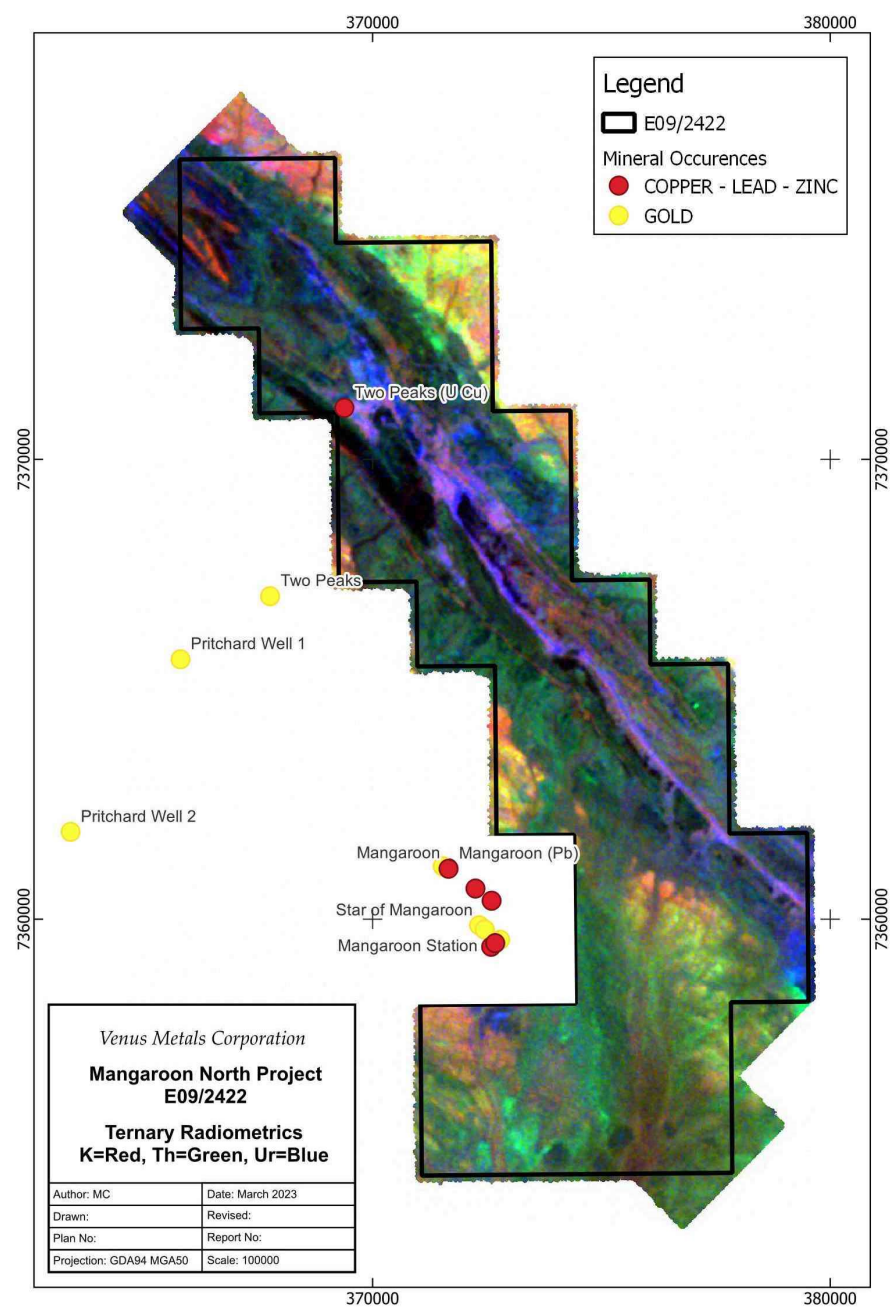 370000
380000
Legend
E09/2422
Mineral Occurences
COPPER - LEAD - ZINC
GOLD
Two Peaks (U Cu)
7370000
7370000
Two Peaks
Pritchard Well 1
Pritchard Well 2
Mangaroon
Mangaroon (Pb)
Star of Mangaroon
7360000
7360000
Mangaroon Station
Venus Metals Corporation
Mangaroon North Project
E09/2422
Ternary Radiometrics
K=Red, Th=Green, Ur=Blue
Author: MC
Date: March 2023
Drawn:
Revised:
Plan No:
Report No:
Projection: GDA94 MGA50
Scale: 100000
370000
380000